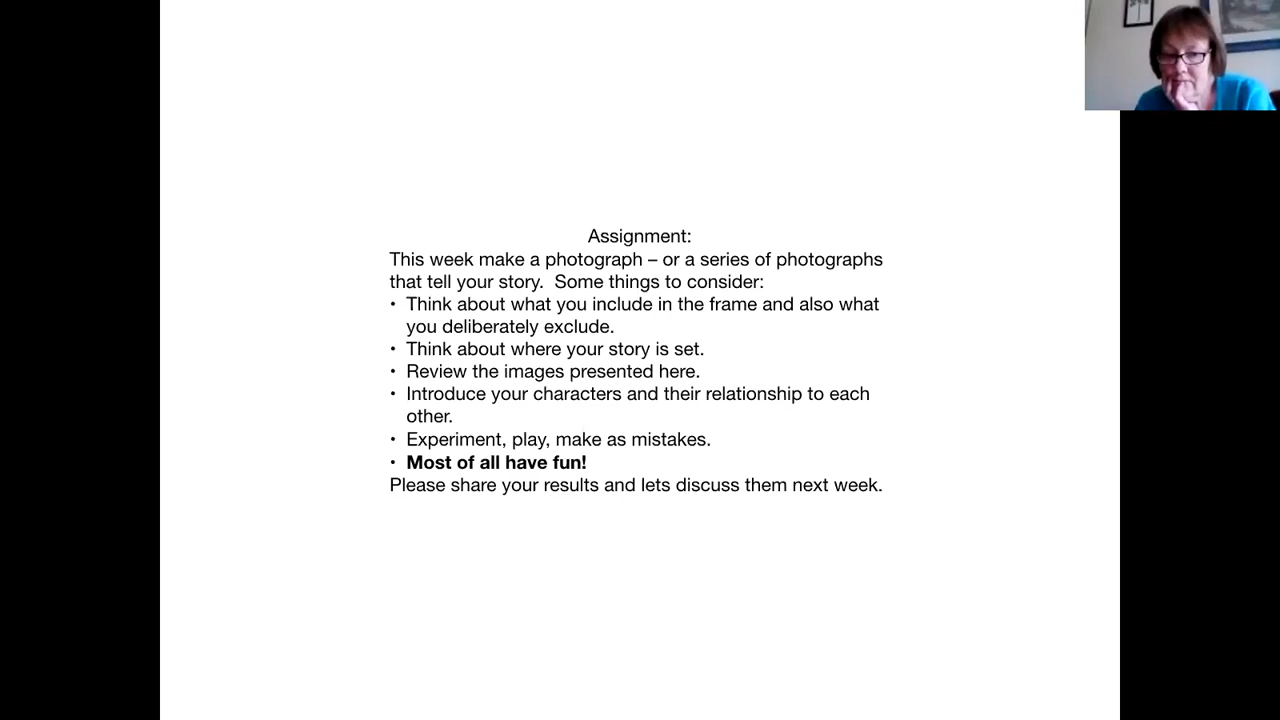 Assignment:
This week make a photograph – or a series of photographs
that tell your story.  Some things to consider:
• Think about what you include in the frame and also what
you deliberately exclude.
• Think about where your story is set.
• Review the images presented here.
• Introduce your characters and their relationship to each
other.
• Experiment, play, make as mistakes.
• Most of all have fun!
Please share your results and lets discuss them next week.